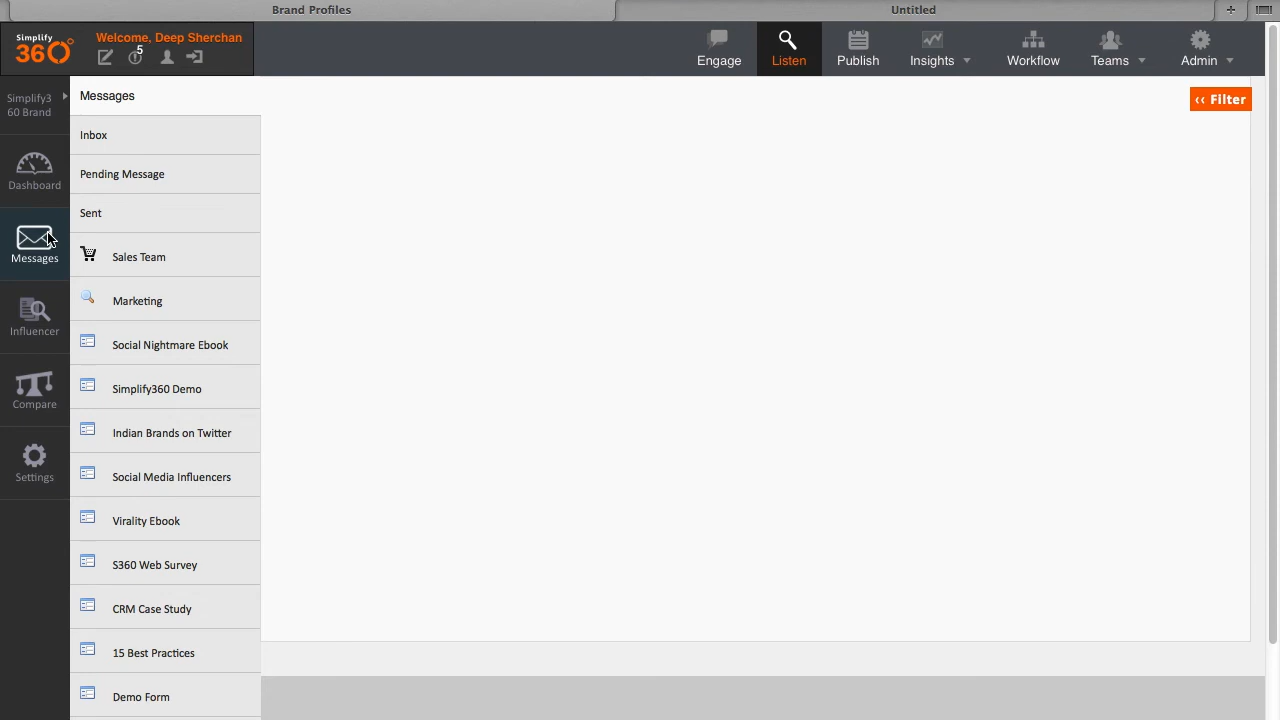 Brand Profiles
Untitled
Simplify
360
Welcome, Deep Sherchan
5
Engage
Listen
Publish
Insights
Workflow
Teams
Admin
Simplify3
60 Brand
Dashboard
Messages
Influencer
Compare
Settings
Messages
‹‹ Filter
Inbox
Pending Message
Sent
Sales Team
Marketing
Social Nightmare Ebook
Simplify360 Demo
Indian Brands on Twitter
Social Media Influencers
Virality Ebook
S360 Web Survey
CRM Case Study
15 Best Practices
Demo Form